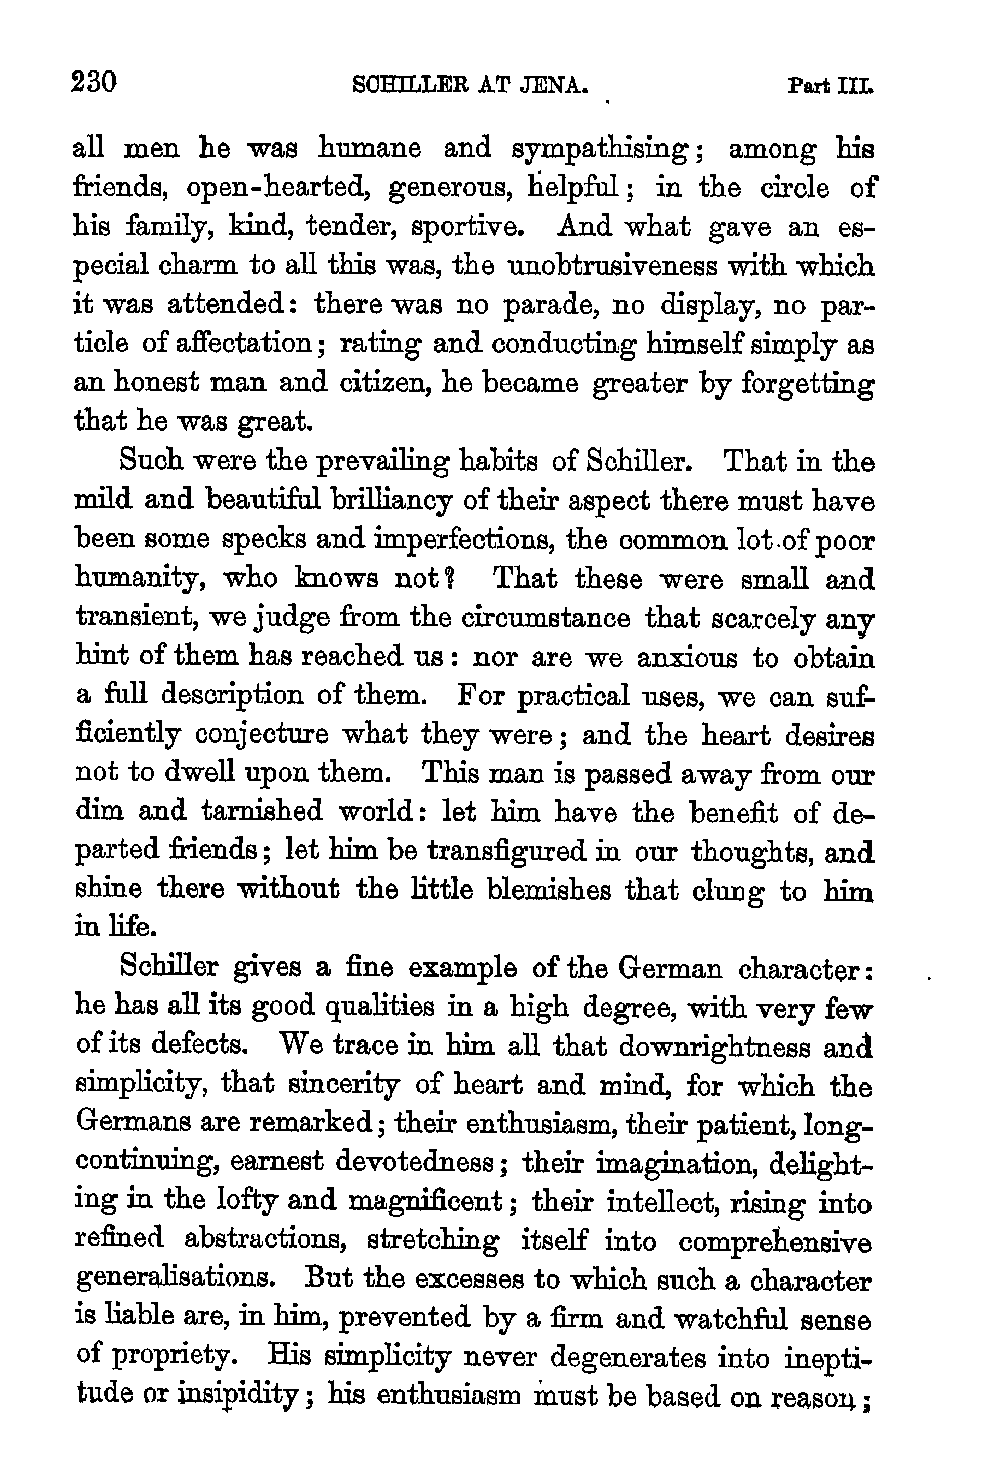 230 SCHILLER AT JENA. Part III.
all men he was humane and sympathising; among his
friends, open-hearted, generous, helpful; in the circle of
his family, kind, tender, sportive. And what gave an es-
pecial charm to all this was, the unobtrusiveness with which
it was attended: there was no parade, no display, no par-
ticle of affectation; rating and conducting himself simply as
an honest man and citizen, he became greater by forgetting
that he was great.
Such were the prevailing habits of Schiller. That in the
mild and beautiful brilliancy of their aspect there must have
been some specks and imperfections, the common lot of poor
humanity, who knows not? That these were small and
transient, we judge from the circumstance that scarcely any
hint of them has reached us: nor are we anxious to obtain
a full description of them. For practical uses, we can suf-
ficiently conjecture what they were; and the heart desires
not to dwell upon them. This man is passed away from our
dim and tarnished world: let him have the benefit of de-
parted friends; let him be transfigured in our thoughts, and
shine there without the little blemishes that clung to him
in life.
Schiller gives a fine example of the German character:
he has all its good qualities in a high degree, with very few
of its defects. We trace in him all that downrightness and
simplicity, that sincerity of heart and mind, for which the
Germans are remarked; their enthusiasm, their patient, long-
continuing, earnest devotedness; their imagination, delight-
ing in the lofty and magnificent; their intellect, rising into
refined abstractions, stretching itself into comprehensive
generalisations. But the excesses to which such a character
is liable are, in him, prevented by a firm and watchful sense
of propriety. His simplicity never degenerates into inepti-
tude or insipidity; his enthusiasm must be based on reason;